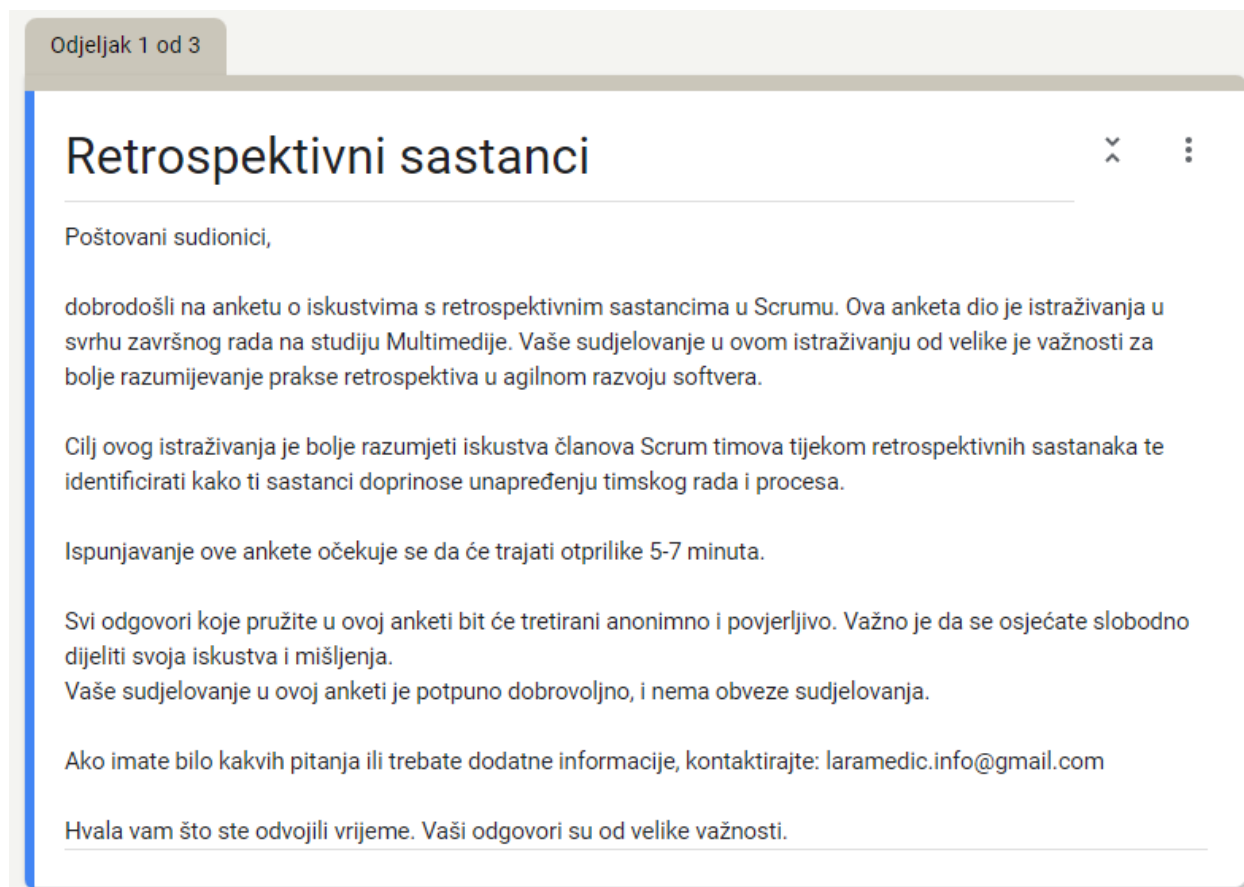 Odjeljak 1 od 3
Retrospektivni sastanci
Poštovani sudionici,
dobrodošli na anketu o iskustvima s retrospektivnim sastancima u Scrumu. Ova anketa dio je istraživanja u
svrhu završnog rada na studiju Multimedije. Vaše sudjelovanje u ovom istraživanju od velike je važnosti za
bolje razumijevanje prakse retrospektiva u agilnom razvoju softvera.
Cilj ovog istraživanja je bolje razumjeti iskustva članova Scrum timova tijekom retrospektivnih sastanaka te
identificirati kako ti sastanci doprinose unapređenju timskog rada i procesa.
Ispunjavanje ove ankete očekuje se da će trajati otprilike 5-7 minuta.
Svi odgovori koje pružite u ovoj anketi bit će tretirani anonimno i povjerljivo. Važno je da se osjećate slobodno
dijeliti svoja iskustva i mišljenja.
Vaše sudjelovanje u ovoj anketi je potpuno dobrovoljno, i nema obveze sudjelovanja.
Ako imate bilo kakvih pitanja ili trebate dodatne informacije, kontaktirajte: laramedic.info@gmail.com
Hvala vam što ste odvojili vrijeme. Vaši odgovori su od velike važnosti.